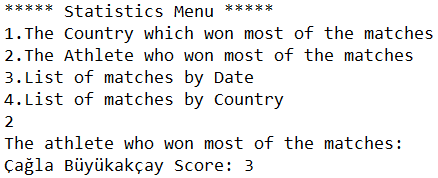 ***** Statistics Menu *****
1.The Country which won most of the matches
2.The Athlete who won most of the matches
3.List of matches by Date
4.List of matches by Country
2
The athlete who won most of the matches:
Çağla Büyükakçay Score: 3